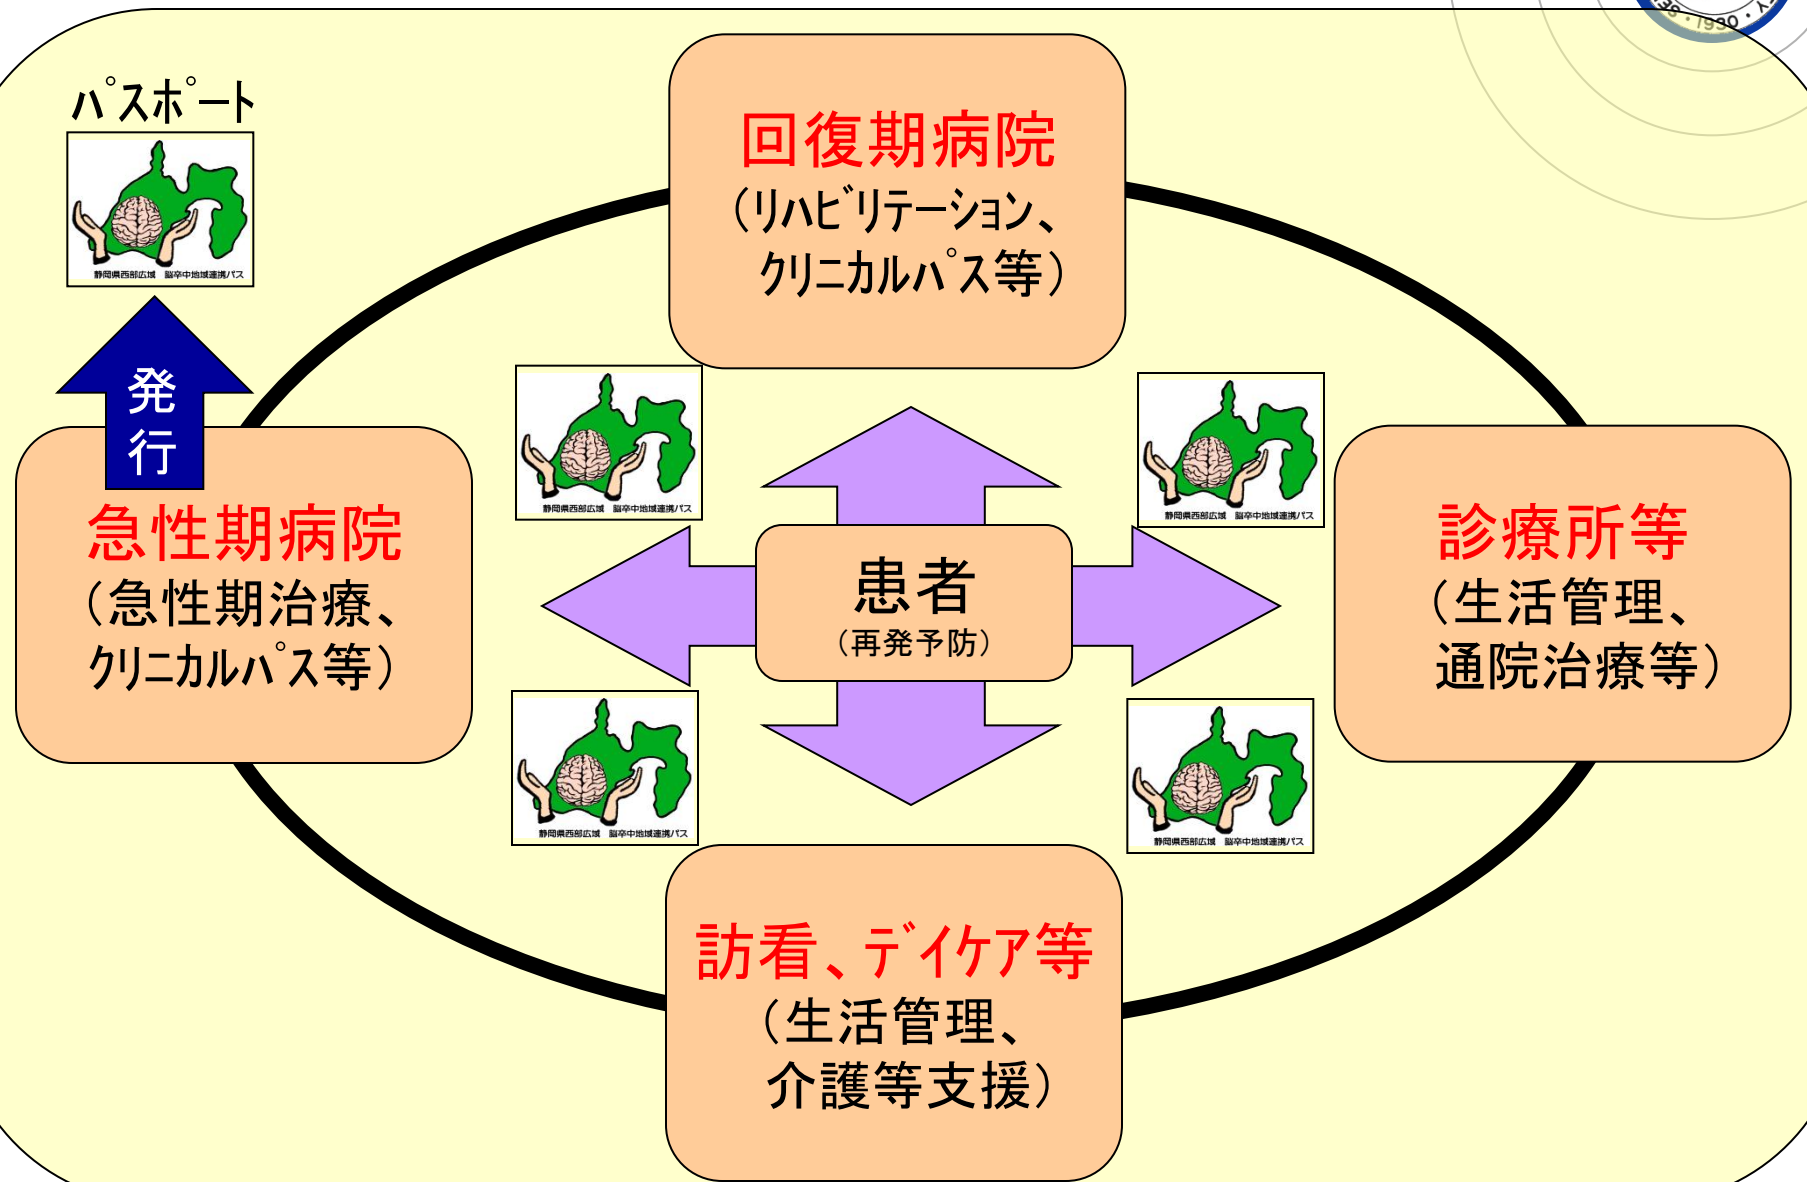 パスポート
静岡県西部広域 脳卒中地域連携パス
発
行
回復期病院
(リハビリテーション、
クリニカルパス等)
静岡県西部広域 脳卒中地域連携パス
静岡県西部広域 脳卒中地域連携パス
急性期病院
(急性期治療、
クリニカルパス等)
患者
(再発予防)
診療所等
(生活管理、
通院治療等)
静岡県西部広域 脳卒中地域連携パス
静岡県西部広域 脳卒中地域連携パス
訪看、デイケア等
(生活管理、
介護等支援)
1930